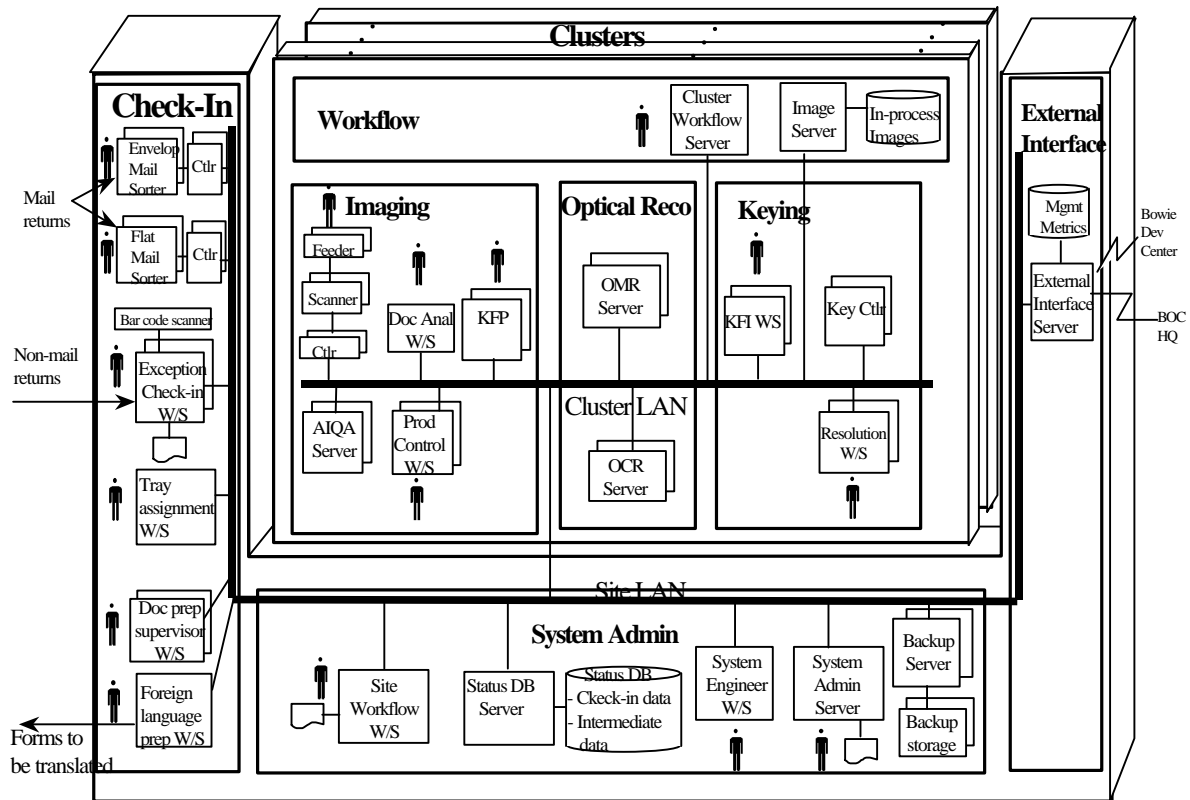 Clusters
Check-In
Envelop
Mail
Sorter
Ctlr
Mail
returns
Flat
Mail
Sorter
Ctlr
Bar code scanner
Non-mail
returns
Exception
Check-in
W/S
Tray
assignment
W/S
Doc prep
supervisor
W/S
Foreign
language
prep W/S
Forms to
be translated
Workflow
Cluster
Workflow
Server
Image
Server
In-process
Images
Imaging
Feeder
Scanner
Ctlr
Doc Anal
W/S
KFP
AIQA
Server
Prod
Control
W/S
Optical Reco
OMR
Server
Cluster LAN
OCR
Server
Keying
KFI WS
Key Ctlr
Resolution
W/S
External
Interface
Mgmt
Metrics
External
Interface
Server
Bowie
Dev
Center
BOC
HQ
Site LAN
System Admin
Site
Workflow
W/S
Status DB
Server
Status DB
- Ckeck-in data
- Intermediate
data
System
Engineer
W/S
System
Admin
Server
Backup
Server
Backup
storage